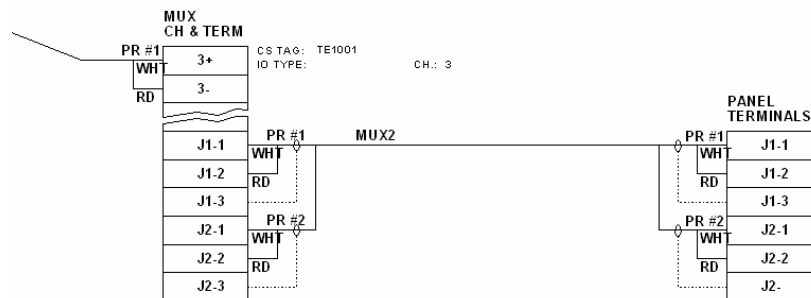 MUX
CH & TERM
PR #1
3+
CS TAG: TE1001
WHT
IO TYPE:
CH.: 3
3-
RD
PANEL
TERMINALS
J1-1
PR #1
MUX2
PR #1
J1-1
WHT
WHT
J1-2
J1-2
RD
RD
J1-3
J1-3
PR #2
PR #2
J2-1
J2-1
WHT
WHT
J2-2
J2-2
RD
RD
J2-3
J2-